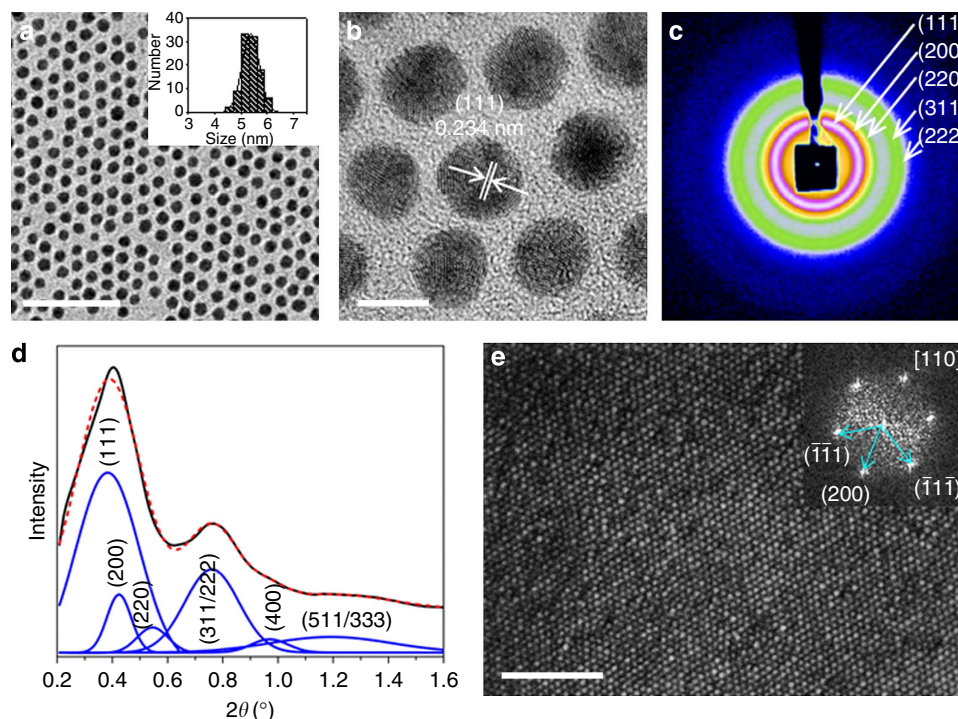 a
Number
40
30
20
10
0
3 4 5 6 7
Size (nm)
b
(111)
0.234 nm
c
(111)
(200)
(220)
(311)
(222)
d
Intensity
(111)
(200)
(220)
(311/222)
(400)
(511/333)
0.2 0.4 0.6 0.8 1.0 1.2 1.4 1.6
2θ (°)
e
[110]
(1̅1̅1)
(200)
(1̅11̅)